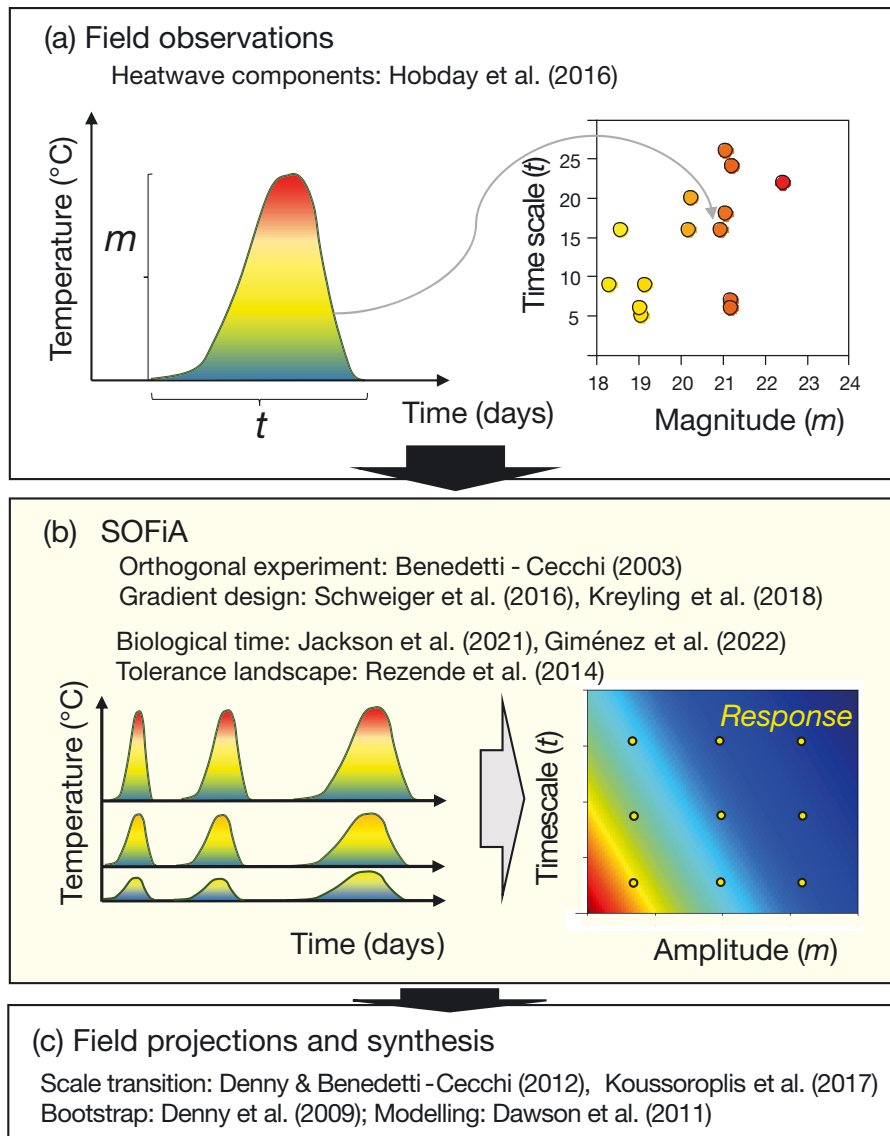 (a) Field observations
Heatwave components: Hobday et al. (2016)
Temperature (°C)
m
t
Time (days)
Time scale (t)
25
20
15
10
5
18 19 20 21 22 23 24
Magnitude (m)
(b) SOFiA
Orthogonal experiment: Benedetti - Cecchi (2003)
Gradient design: Schweiger et al. (2016), Kreyling et al. (2018)
Biological time: Jackson et al. (2021), Giménez et al. (2022)
Tolerance landscape: Rezende et al. (2014)
Temperature (°C)
Time (days)
Response
Timescale (t)
Amplitude (m)
(c) Field projections and synthesis
Scale transition: Denny & Benedetti-Cecchi (2012), Koussoroplis et al. (2017)
Bootstrap: Denny et al. (2009); Modelling: Dawson et al. (2011)